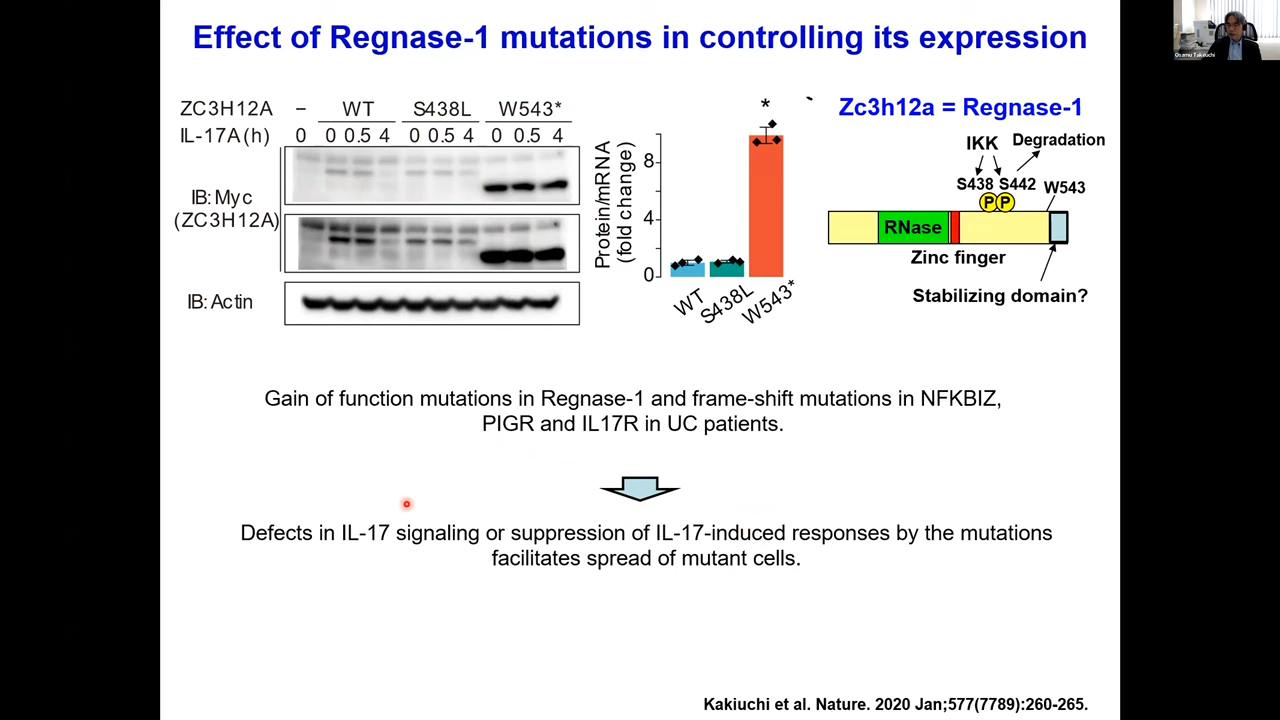 Effect of Regnase-1 mutations in controlling its expression
Osamu Takeuchi
ZC3H12A – WT S438L W543*
IL-17A (h) 0 0 0.5 4 0 0.5 4 0 0.5 4
IB: Myc
(ZC3H12A)
IB: Actin
Protein/mRNA
(fold change)
8
4
0
*
WT
S438L
W543*
Zc3h12a = Regnase-1
IKK
Degradation
S438 S442 W543
P P
RNase
Zinc finger
Stabilizing domain?
Gain of function mutations in Regnase-1 and frame-shift mutations in NFKBIZ,
PIGR and IL17R in UC patients.
Defects in IL-17 signaling or suppression of IL-17-induced responses by the mutations
facilitates spread of mutant cells.
Kakiuchi et al. Nature. 2020 Jan;577(7789):260-265.